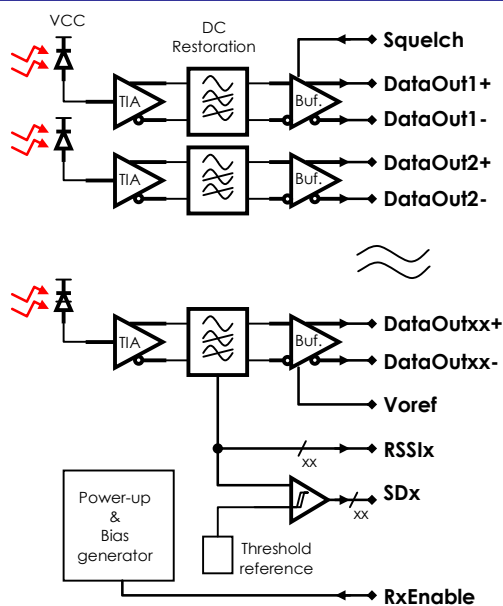 VCC
DC
Restoration
Squelch
TIA
Buf.
DataOut1+
DataOut1-
TIA
Buf.
DataOut2+
DataOut2-
TIA
Buf.
DataOutxx+
DataOutxx-
Voref
xx
RSSIx
Power-up
&
Bias
generator
xx
SDx
Threshold
reference
RxEnable